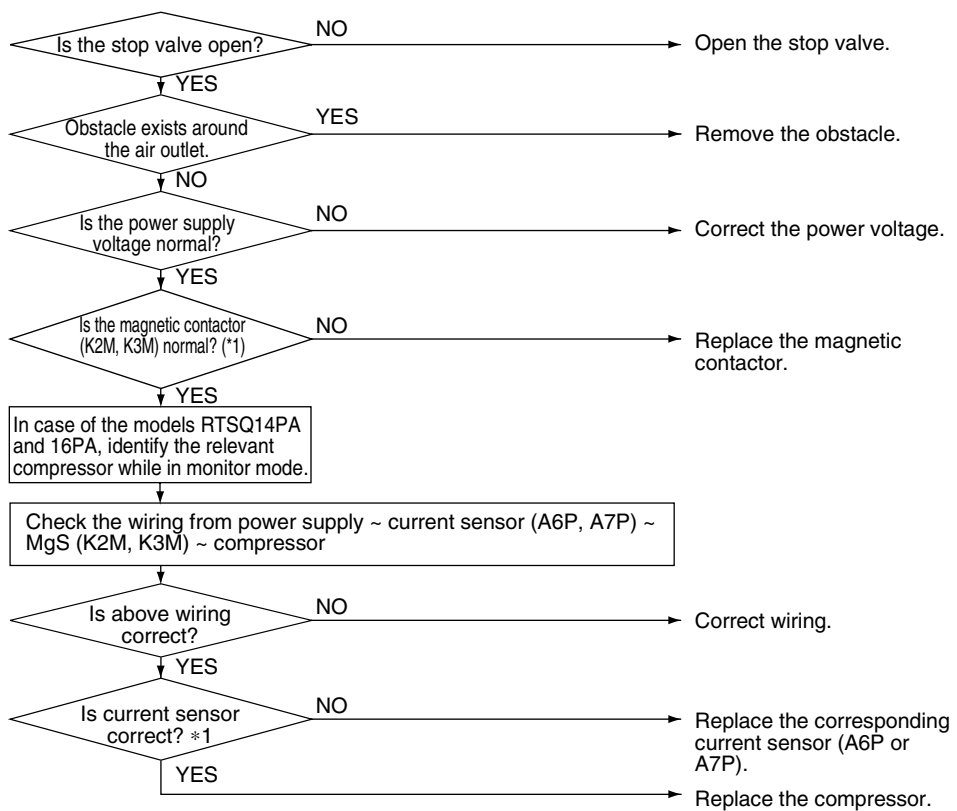 Is the stop valve open?
NO
Open the stop valve.
YES
Obstacle exists around
the air outlet.
YES
Remove the obstacle.
NO
Is the power supply
voltage normal?
NO
Correct the power voltage.
YES
Is the magnetic contactor
(K2M, K3M) normal? (*1)
NO
Replace the magnetic
contactor.
YES
In case of the models RTSQ14PA
and 16PA, identify the relevant
compressor while in monitor mode.
Check the wiring from power supply ~ current sensor (A6P, A7P) ~
MgS (K2M, K3M) ~ compressor
Is above wiring
correct?
NO
Correct wiring.
YES
Is current sensor
correct? *1
NO
Replace the corresponding
current sensor (A6P or
A7P).
YES
Replace the compressor.